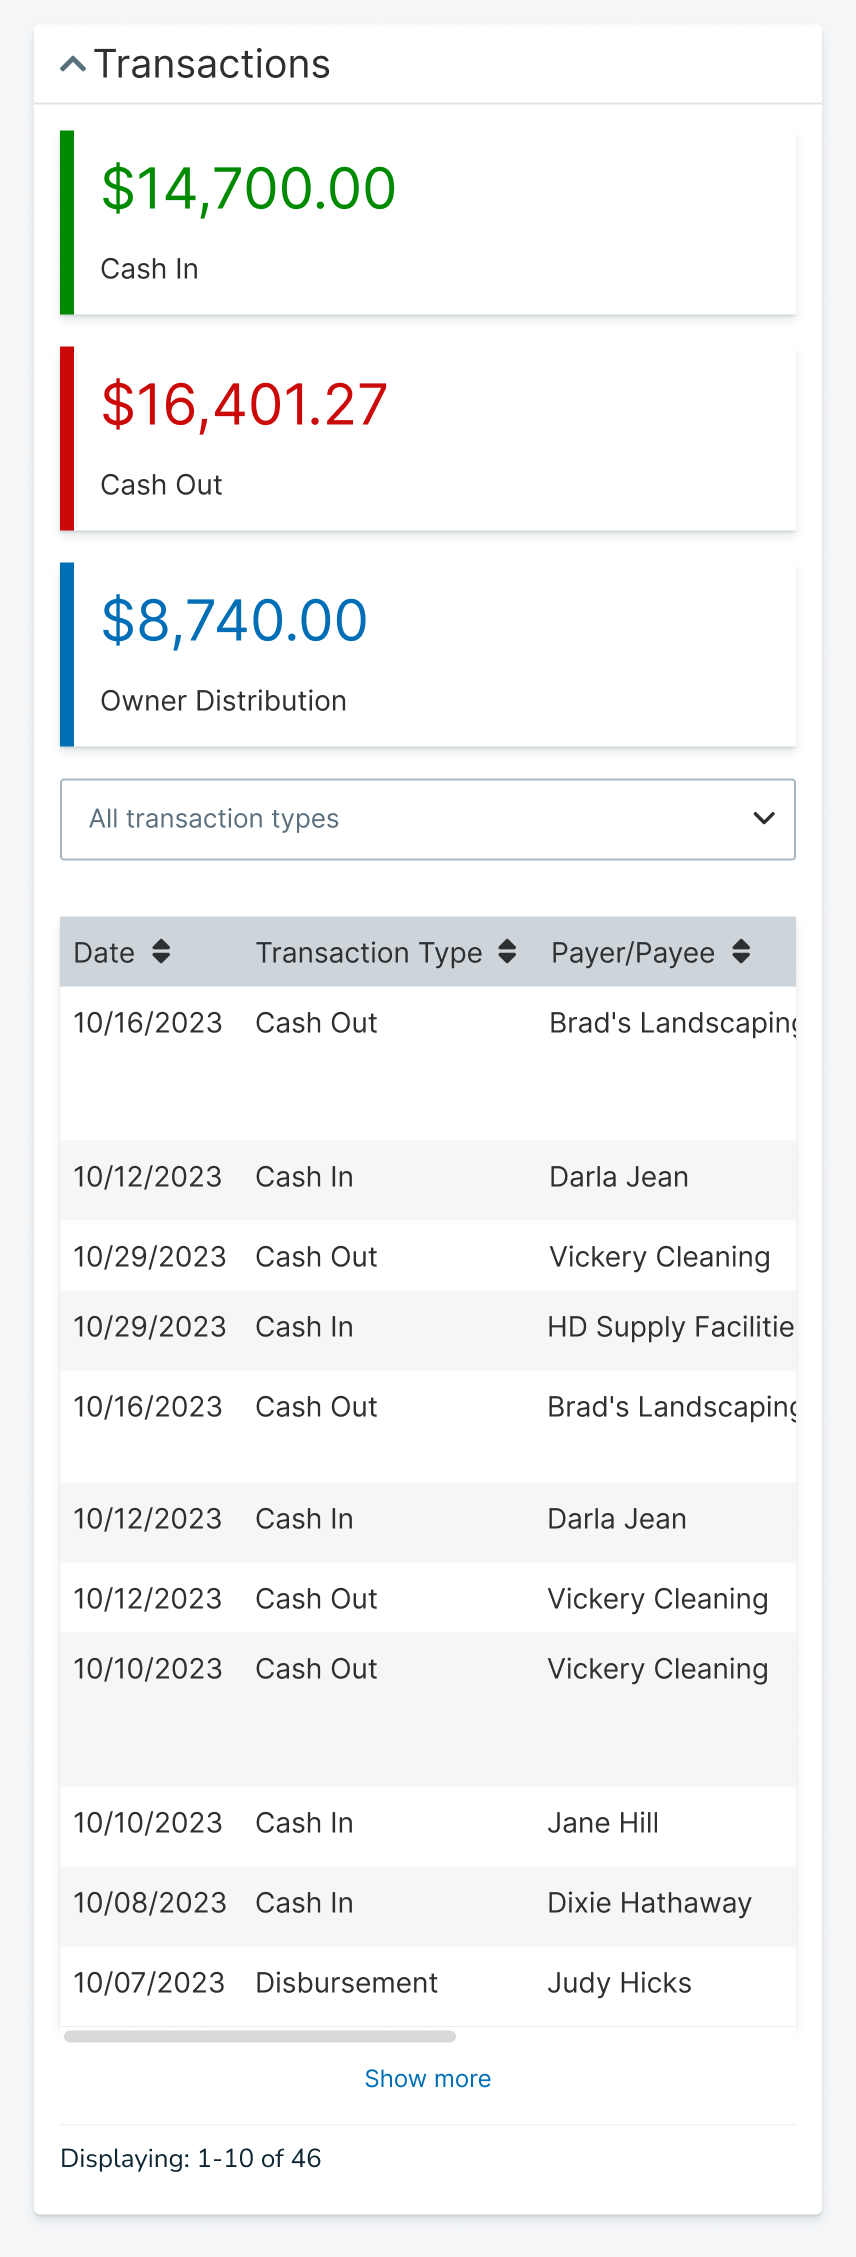 Transactions
$14,700.00
Cash In
$16,401.27
Cash Out
$8,740.00
Owner Distribution
All transaction types
Date Transaction Type Payer/Payee
10/16/2023 Cash Out Brad's Landscaping
10/12/2023 Cash In Darla Jean
10/29/2023 Cash Out Vickery Cleaning
10/29/2023 Cash In HD Supply Facilitie
10/16/2023 Cash Out Brad's Landscaping
10/12/2023 Cash In Darla Jean
10/12/2023 Cash Out Vickery Cleaning
10/10/2023 Cash Out Vickery Cleaning
10/10/2023 Cash In Jane Hill
10/08/2023 Cash In Dixie Hathaway
10/07/2023 Disbursement Judy Hicks
Show more
Displaying: 1-10 of 46